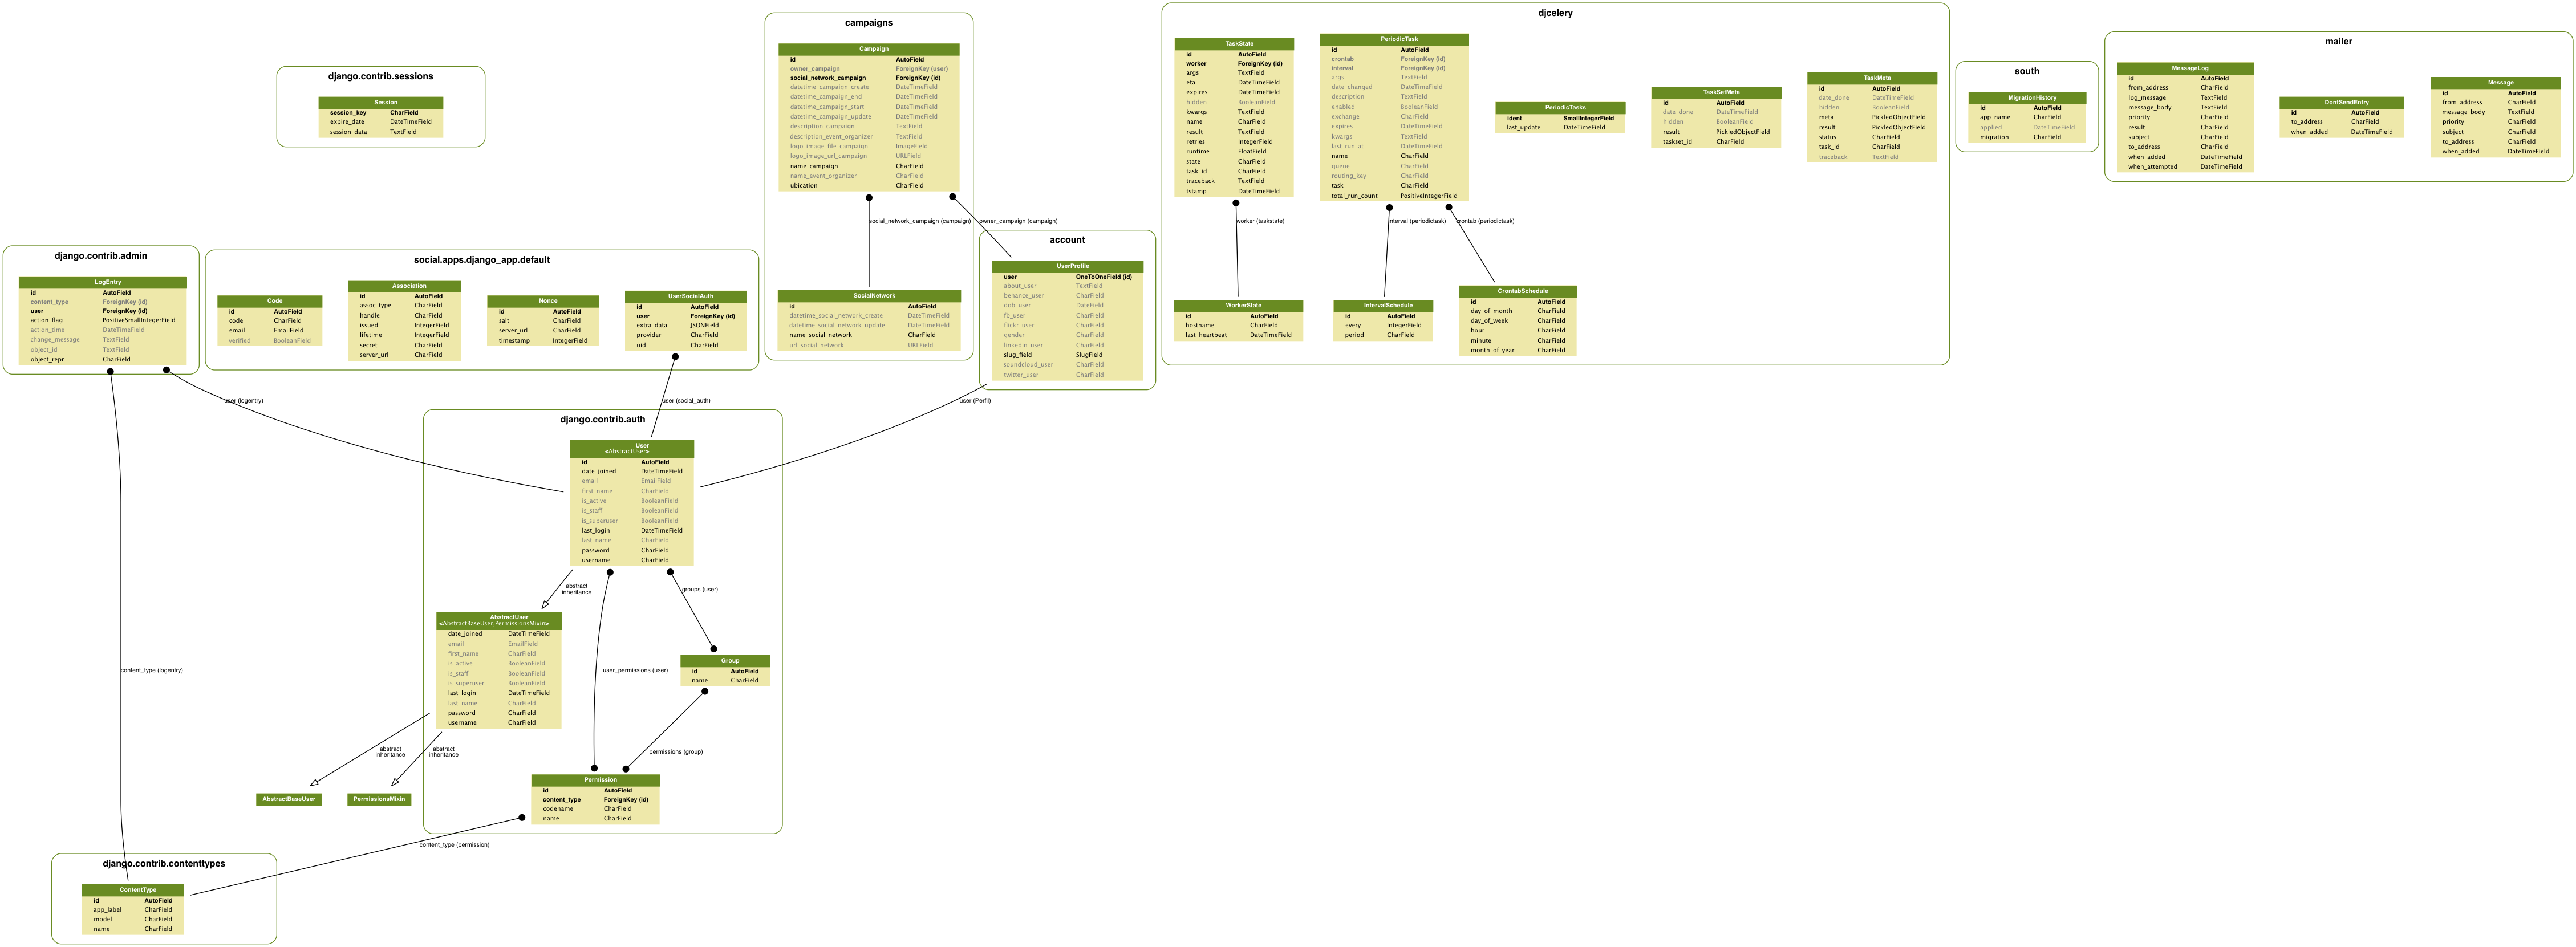 django.contrib.sessions
Session
session_key CharField
expire_date DateTimeField
session_data TextField
campaigns
Campaign
id AutoField
owner_campaign ForeignKey (user)
social_network_campaign ForeignKey (id)
datetime_campaign_create DateTimeField
datetime_campaign_end DateTimeField
datetime_campaign_start DateTimeField
datetime_campaign_update DateTimeField
description_campaign TextField
description_event_organizer TextField
logo_image_file_campaign ImageField
logo_image_url_campaign URLField
name_campaign CharField
name_event_organizer CharField
ubication CharField
social_network_campaign (campaign)
owner_campaign (campaign)
SocialNetwork
id AutoField
datetime_social_network_create DateTimeField
datetime_social_network_update DateTimeField
name_social_network CharField
url_social_network URLField
account
UserProfile
user OneToOneField (id)
about_user TextField
behance_user CharField
dob_user DateField
fb_user CharField
flickr_user CharField
gender CharField
linkedin_user CharField
slug_field SlugField
soundcloud_user CharField
twitter_user CharField
djcelery
TaskState
id AutoField
worker ForeignKey (id)
args TextField
eta DateTimeField
expires DateTimeField
hidden BooleanField
kwargs TextField
name CharField
result TextField
retries IntegerField
runtime FloatField
state CharField
task_id CharField
traceback TextField
tstamp DateTimeField
worker (taskstate)
WorkerState
id AutoField
hostname CharField
last_heartbeat DateTimeField
PeriodicTask
id AutoField
crontab ForeignKey (id)
interval ForeignKey (id)
args TextField
date_changed DateTimeField
description TextField
enabled BooleanField
exchange CharField
expires DateTimeField
kwargs TextField
last_run_at DateTimeField
name CharField
queue CharField
routing_key CharField
task CharField
total_run_count PositiveIntegerField
interval (periodictask)
crontab (periodictask)
IntervalSchedule
id AutoField
every IntegerField
period CharField
CrontabSchedule
id AutoField
day_of_month CharField
day_of_week CharField
hour CharField
minute CharField
month_of_year CharField
PeriodicTasks
ident SmallIntegerField
last_update DateTimeField
TaskSetMeta
id AutoField
date_done DateTimeField
hidden BooleanField
result PickledObjectField
taskset_id CharField
TaskMeta
id AutoField
date_done DateTimeField
hidden BooleanField
meta PickledObjectField
result PickledObjectField
status CharField
task_id CharField
traceback TextField
south
MigrationHistory
id AutoField
app_name CharField
applied DateTimeField
migration CharField
mailer
MessageLog
id AutoField
from_address CharField
log_message TextField
message_body TextField
priority CharField
result CharField
subject CharField
to_address CharField
when_added DateTimeField
when_attempted DateTimeField
DontSendEntry
id AutoField
to_address CharField
when_added DateTimeField
Message
id AutoField
from_address CharField
message_body TextField
priority CharField
subject CharField
to_address CharField
when_added DateTimeField
django.contrib.admin
LogEntry
id AutoField
content_type ForeignKey (id)
user ForeignKey (id)
action_flag PositiveSmallIntegerField
action_time DateTimeField
change_message TextField
object_id TextField
object_repr CharField
social.apps.django_app.default
Code
id AutoField
code CharField
email EmailField
verified BooleanField
Association
id AutoField
assoc_type CharField
handle CharField
issued IntegerField
lifetime IntegerField
secret CharField
server_url CharField
Nonce
id AutoField
salt CharField
server_url CharField
timestamp IntegerField
UserSocialAuth
id AutoField
user ForeignKey (id)
extra_data JSONField
provider CharField
uid CharField
user (logentry)
user (social_auth)
user (Perfil)
django.contrib.auth
User
<AbstractUser>
id AutoField
date_joined DateTimeField
email EmailField
first_name CharField
is_active BooleanField
is_staff BooleanField
is_superuser BooleanField
last_login DateTimeField
last_name CharField
password CharField
username CharField
abstract
inheritance
groups (user)
AbstractUser
<AbstractBaseUser,PermissionsMixin>
date_joined DateTimeField
email EmailField
first_name CharField
is_active BooleanField
is_staff BooleanField
is_superuser BooleanField
last_login DateTimeField
last_name CharField
password CharField
username CharField
content_type (logentry)
user_permissions (user)
Group
id AutoField
name CharField
abstract
inheritance
abstract
inheritance
permissions (group)
AbstractBaseUser
PermissionsMixin
Permission
id AutoField
content_type ForeignKey (id)
codename CharField
name CharField
content_type (permission)
django.contrib.contenttypes
ContentType
id AutoField
app_label CharField
model CharField
name CharField